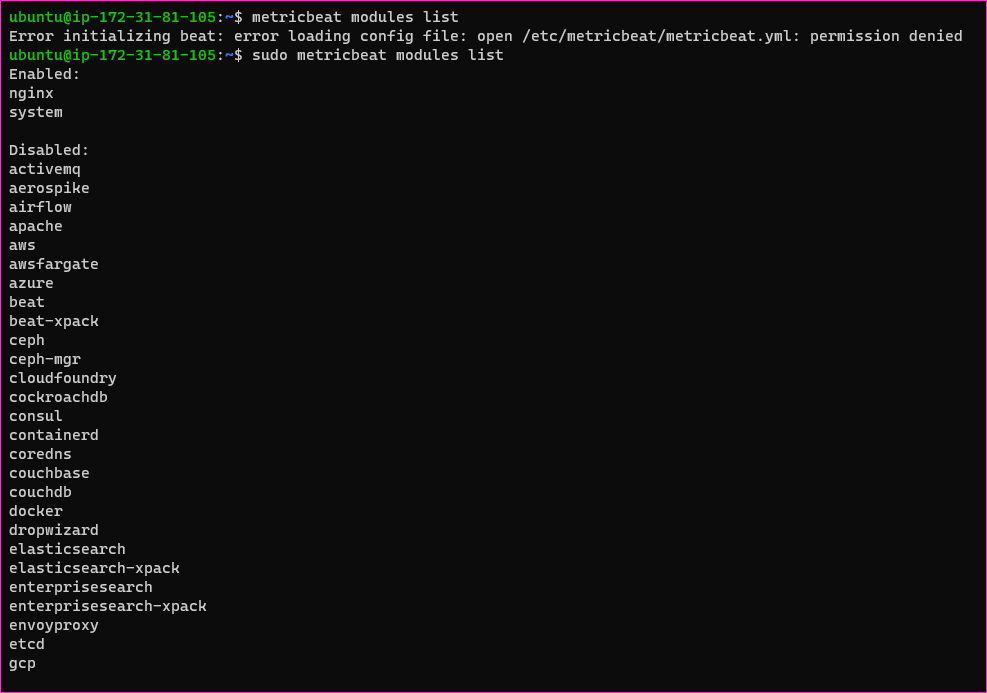 ubuntu@ip-172-31-81-105:~$ metricbeat modules list
Error initializing beat: error loading config file: open /etc/metricbeat/metricbeat.yml: permission denied
ubuntu@ip-172-31-81-105:~$ sudo metricbeat modules list
Enabled:
nginx
system

Disabled:
activemq
aerospike
airflow
apache
aws
awsfargate
azure
beat
beat-xpack
ceph
ceph-mgr
cloudfoundry
cockroachdb
consul
containerd
coredns
couchbase
couchdb
docker
dropwizard
elasticsearch
elasticsearch-xpack
enterprisesearch
enterprisesearch-xpack
envoyproxy
etcd
gcp